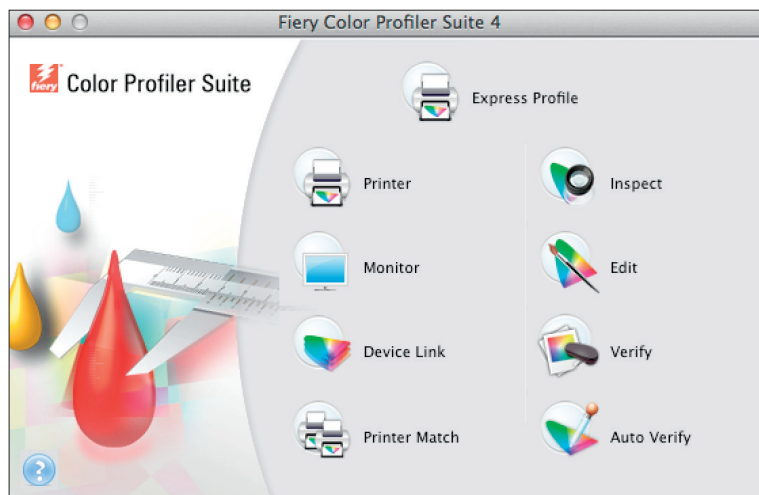 Fiery Color Profiler Suite 4
fiery
Color Profiler Suite
Express Profile
Printer
Inspect
Monitor
Edit
Device Link
Verify
Printer Match
Auto Verify
?